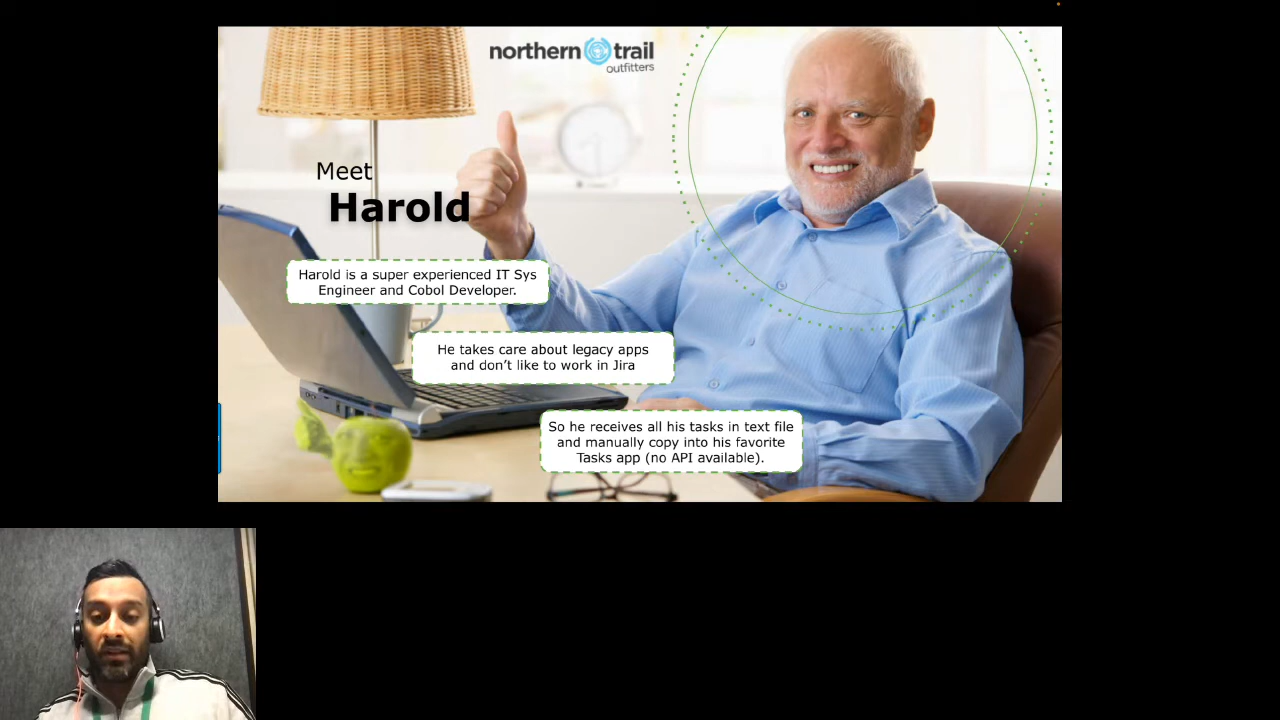 northern trail
outfitters
Meet
Harold
Harold is a super experienced IT Sys
Engineer and Cobol Developer.
He takes care about legacy apps
and don’t like to work in Jira
So he receives all his tasks in text file
and manually copy into his favorite
Tasks app (no API available).